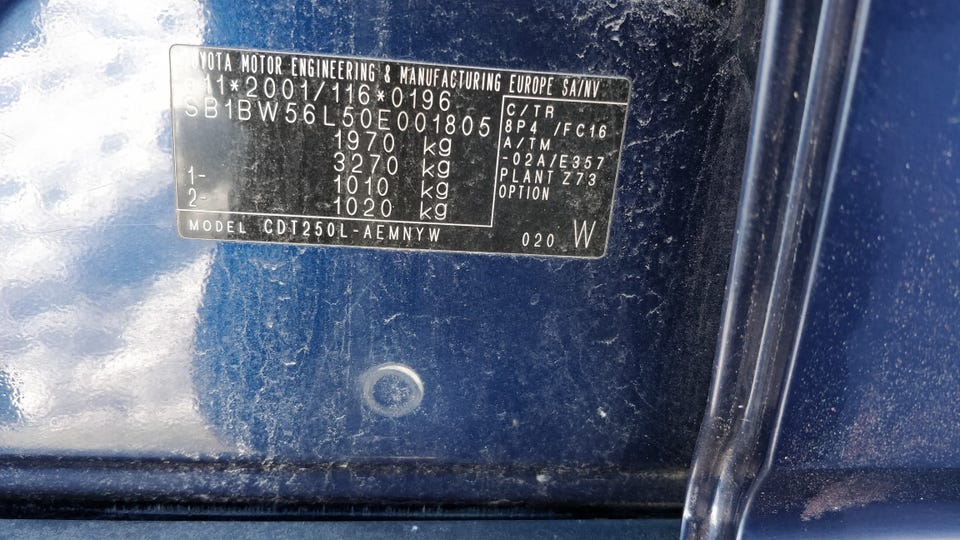 TOYOTA MOTOR ENGINEERING & MANUFACTURING EUROPE SA/NV
e11*2001/116*0196
SB1BW56L50E001805
1970 kg
3270 kg
1- 1010 kg
2- 1020 kg
C/TR
8P4 /FC16
A/TM
-02A/E357
PLANT Z73
OPTION
MODEL CDT250L-AEMNYW 020 W